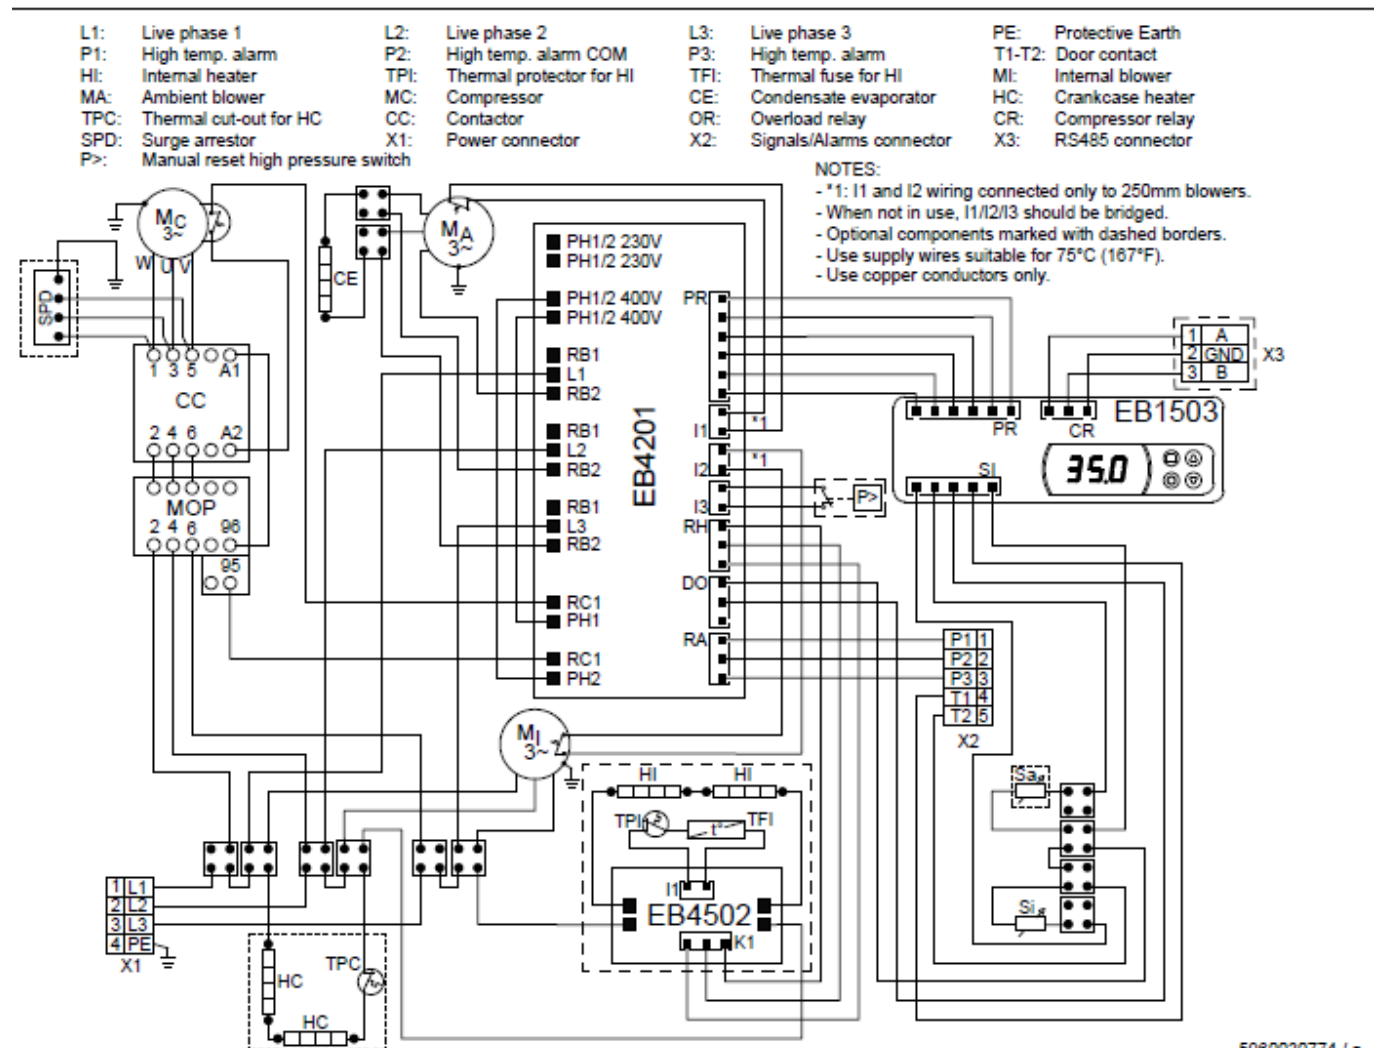 L1: Live phase 1 L2: Live phase 2 L3: Live phase 3 PE: Protective Earth
P1: High temp. alarm P2: High temp. alarm COM P3: High temp. alarm T1-T2: Door contact
HI: Internal heater TPI: Thermal protector for HI TFI: Thermal fuse for HI MI: Internal blower
MA: Ambient blower MC: Compressor CE: Condensate evaporator HC: Crankcase heater
TPC: Thermal cut-out for HC CC: Contactor OR: Overload relay CR: Compressor relay
SPD: Surge arrestor X1: Power connector X2: Signals/Alarms connector X3: RS485 connector
P>: Manual reset high pressure switch
NOTES:
- *1: I1 and I2 wiring connected only to 250mm blowers.
- When not in use, I1/I2/I3 should be bridged.
- Optional components marked with dashed borders.
- Use supply wires suitable for 75°C (167°F).
- Use copper conductors only.
MC
3~
W U V
SPD
1 3 5 A1
CC
2 4 6 A2
MOP
2 4 6 96
95
CE
MA
3~
PH1/2 230V
PH1/2 230V
PH1/2 400V
PH1/2 400V
RB1
L1
RB2
RB1
L2
RB2
RB1
L3
RB2
RC1
PH1
RC1
PH2
EB4201
PR
I1
I2
I3
RH
DO
RA
*1
*1
P>
1 A
2 GND
3 B
X3
EB1503
PR
CR
SI
35.0
P1 1
P2 2
P3 3
T1 4
T2 5
X2
MI
3~
HI HI
TPI t° TFI
I1
EB4502
K1
Sa
Si
1 L1
2 L2
3 L3
4 PE
X1
HC
TPC
HC